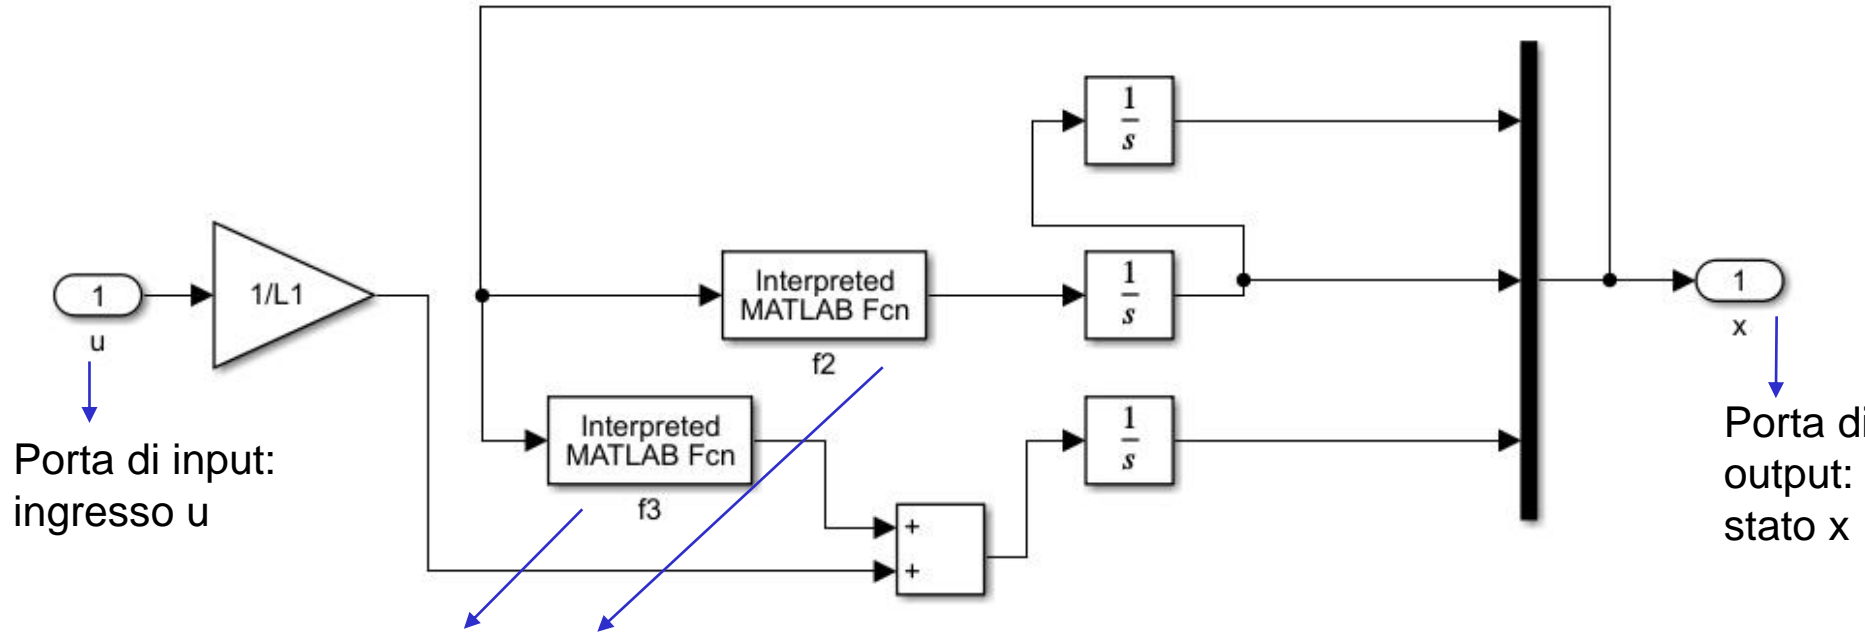 1
s
1
u
1/L1
Interpreted
MATLAB Fcn
f2
1
s
1
x
Interpreted
MATLAB Fcn
f3
1
s
+
+
Porta di input:
ingresso u
Porta di
output:
stato x